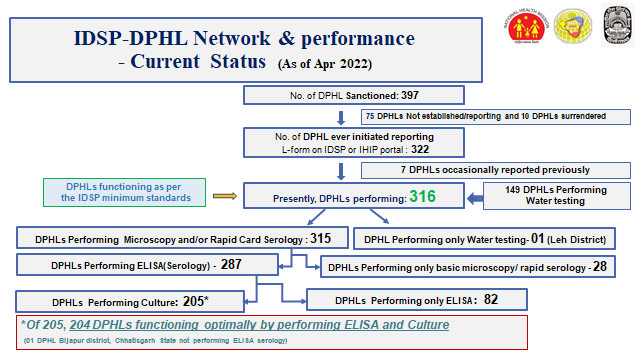 IDSP-DPHL Network & performance
- Current Status (As of Apr 2022)
NATIONAL HEALTH MISSION
No. of DPHL Sanctioned: 397
75 DPHLs Not established/reporting and 10 DPHLs surrendered
No. of DPHL ever initiated reporting
L-form on IDSP or IHIP portal : 322
7 DPHLs occasionally reported previously
DPHLs functioning as per
the IDSP minimum standards
Presently, DPHLs performing: 316
149 DPHLs Performing
Water testing
DPHLs Performing Microscopy and/or Rapid Card Serology : 315
DPHL Performing only Water testing- 01 (Leh District)
DPHLs Performing ELISA(Serology) - 287
DPHLs Performing only basic microscopy/ rapid serology - 28
DPHLs Performing Culture: 205*
DPHLs Performing only ELISA : 82
*Of 205, 204 DPHLs functioning optimally by performing ELISA and Culture
(01 DPHL Bijapur district, Chhatisgarh State not performing ELISA serology)